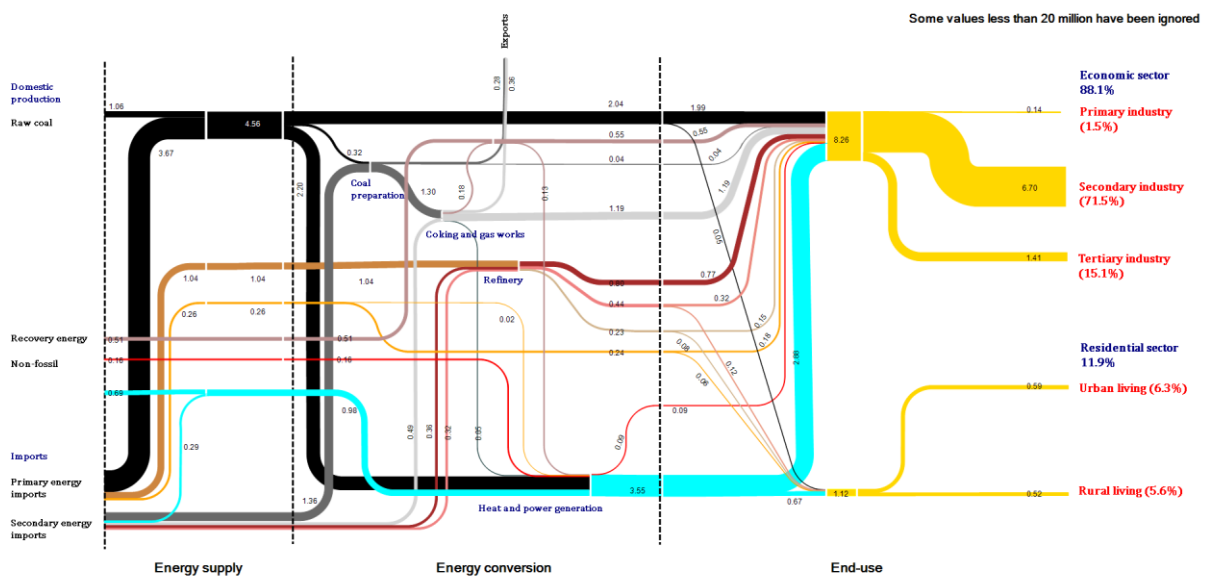 Some values less than 20 million have been ignored
Exports
Domestic
production
Raw coal
1.06
4.56
3.67
0.32
0.28
0.36
2.04
1.99
0.55
0.55
0.04
0.04
Coal
preparation
1.30
0.18
0.13
1.19
1.19
Coking and gas works
2.20
8.26
Economic sector
88.1%
0.14
Primary industry
(1.5%)
6.70
Secondary industry
(71.5%)
1.41
Tertiary industry
(15.1%)
0.05
1.04
1.04
1.04
Refinery
0.77
0.44
0.32
0.26
0.26
0.02
0.23
0.15
0.18
0.24
Recovery energy
0.51
0.51
Non-fossil
0.16
0.16
0.08
0.06
0.12
2.88
Residential sector
11.9%
0.59
Urban living (6.3%)
0.69
0.98
0.09
0.09
0.29
0.49
0.36
0.32
0.05
Imports
Primary energy
imports
1.36
3.55
0.67
1.12
0.52
Rural living (5.6%)
Heat and power generation
Secondary energy
imports
Energy supply
Energy conversion
End-use